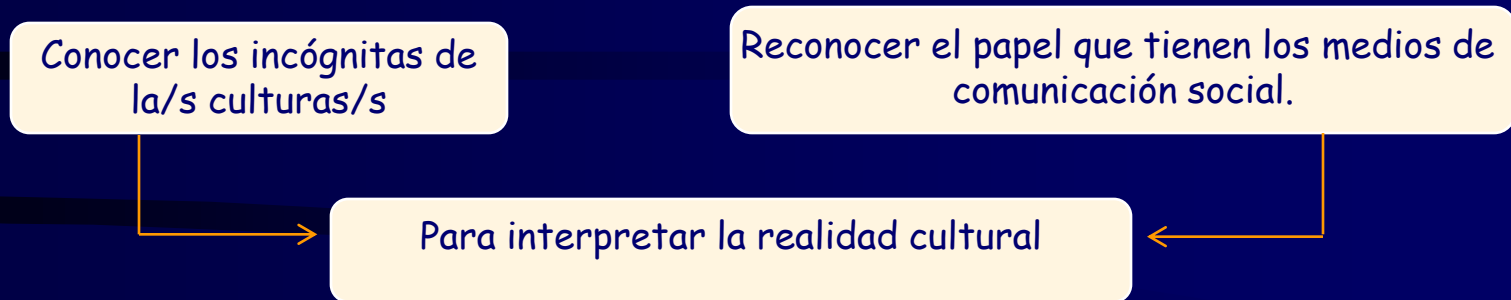 Conocer los incógnitas de
la/s culturas/s
Reconocer el papel que tienen los medios de
comunicación social.
Para interpretar la realidad cultural